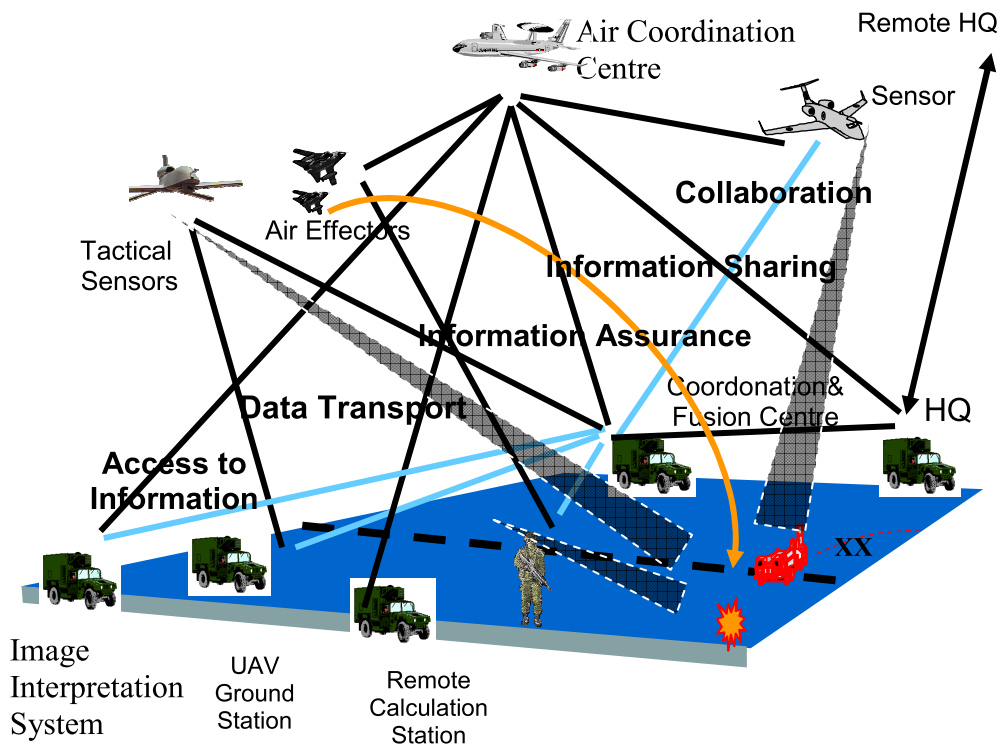 Air Coordination
Centre
Remote HQ
Sensor
Collaboration
Air Effectors
Tactical
Sensors
Information Sharing
Information Assurance
Coordonation&
Fusion Centre
HQ
Data Transport
Access to
Information
XX
Image
Interpretation
System
UAV
Ground
Station
Remote
Calculation
Station